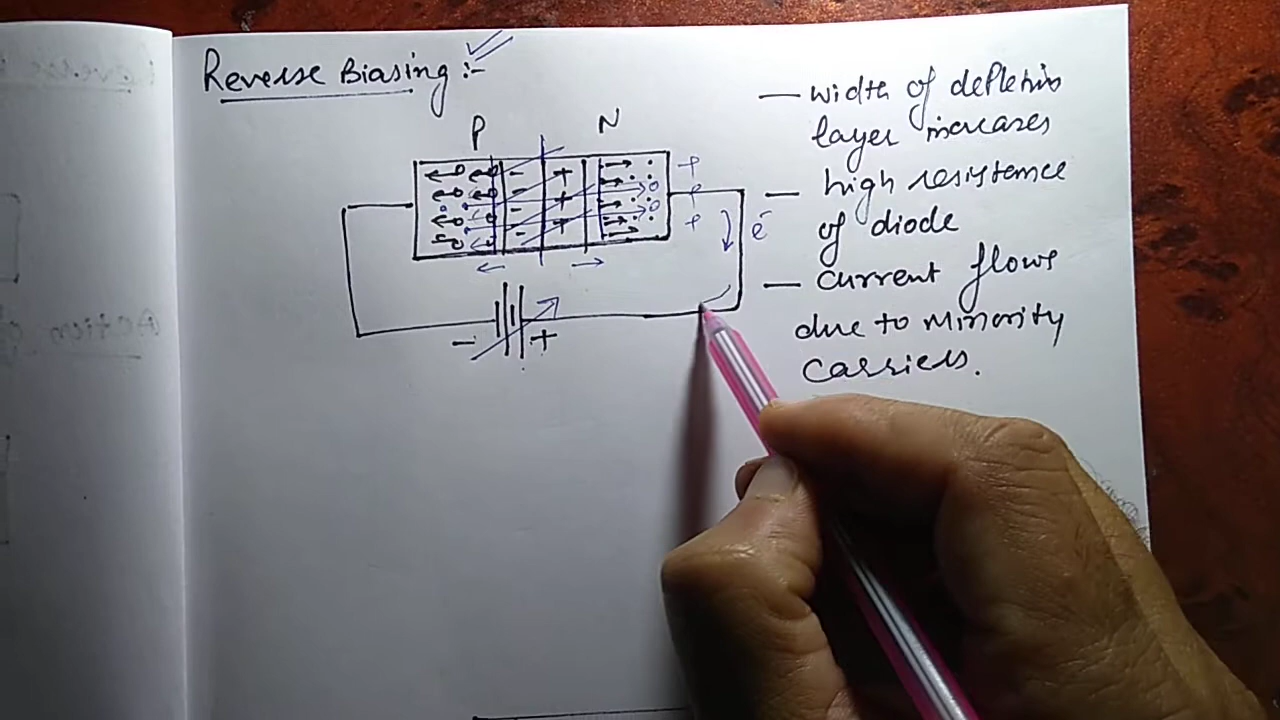 Reverse Biasing :-
P N
- +
- +
- +
- +
+
+
+
e-
- +
— width of depletion
layer increases
— high resistance
of diode
— current flows
due to minority
carriers.